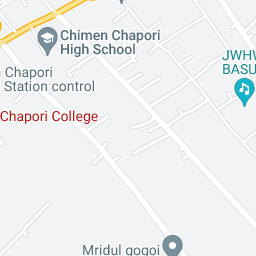 Chimen Chapori
High School
JWHW
BASU
Chapori
Station control
Chapori College
Mridul gogoi